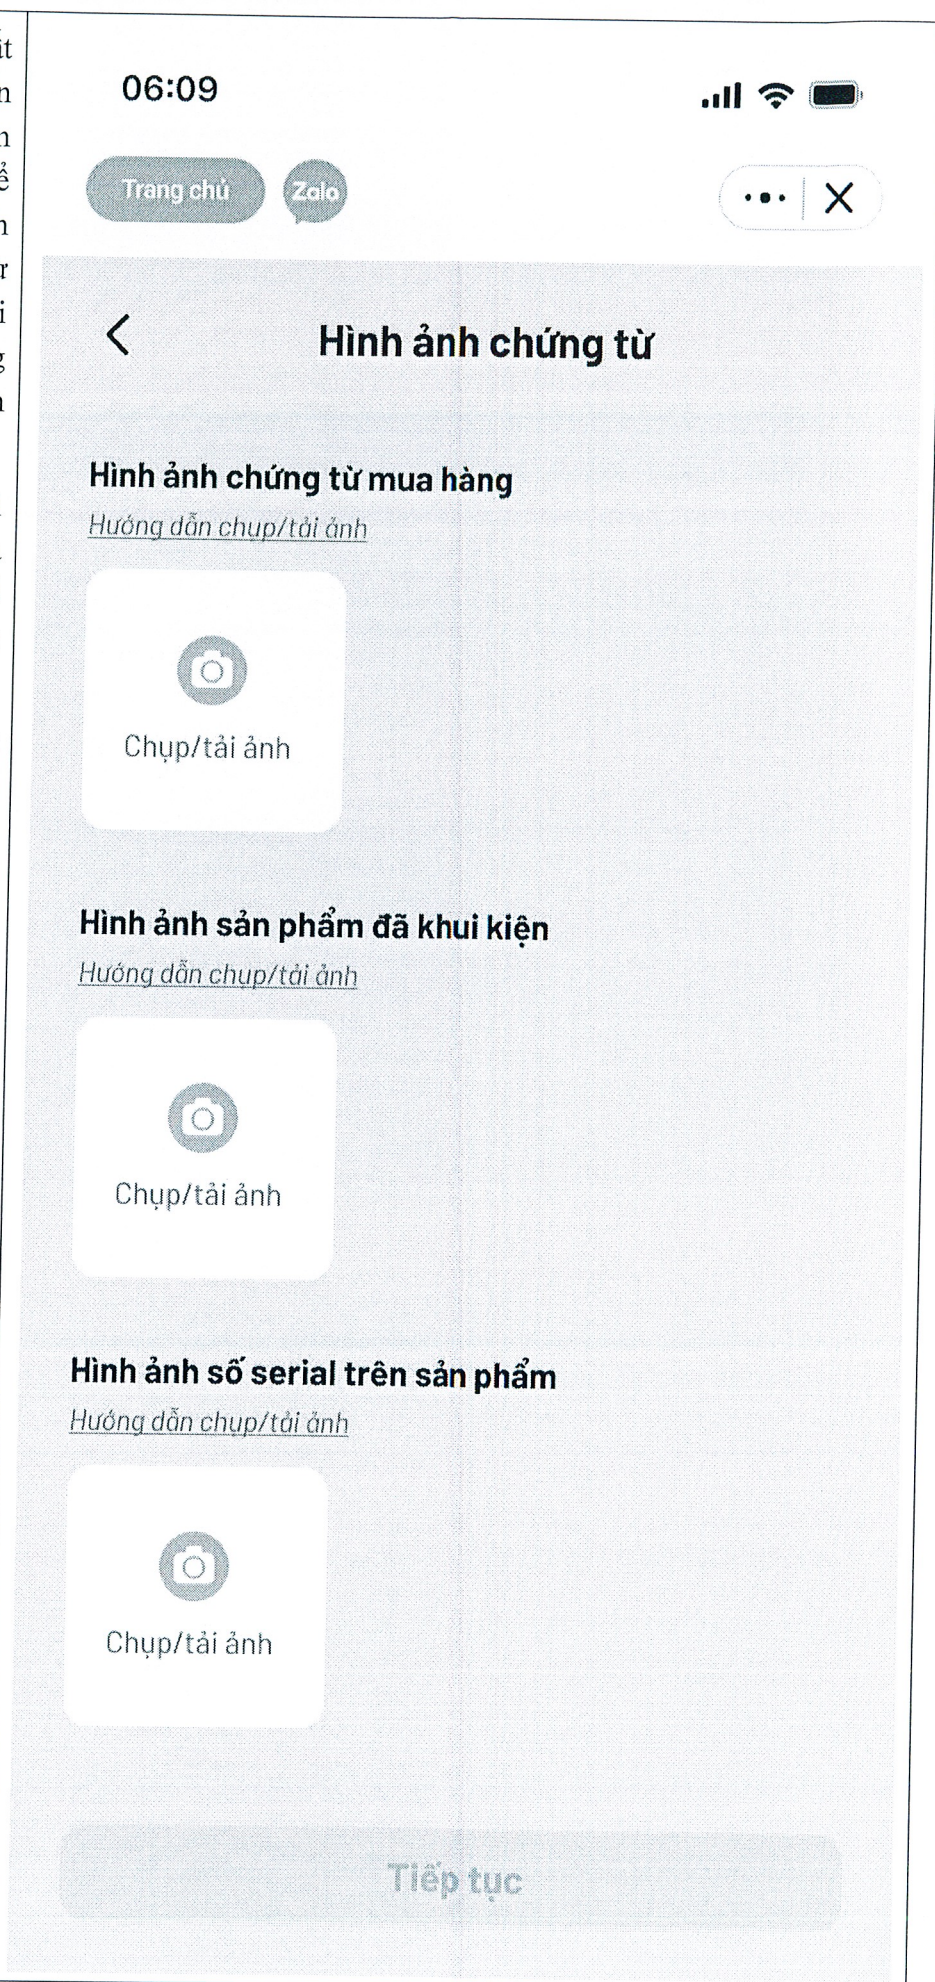 06:09
Trang chủ Zalo
Hình ảnh chứng từ
Hình ảnh chứng từ mua hàng
Hướng dẫn chụp/tải ảnh
Chụp/tải ảnh
Hình ảnh sản phẩm đã khui kiện
Hướng dẫn chụp/tải ảnh
Chụp/tải ảnh
Hình ảnh số serial trên sản phẩm
Hướng dẫn chụp/tải ảnh
Chụp/tải ảnh
Tiếp tục